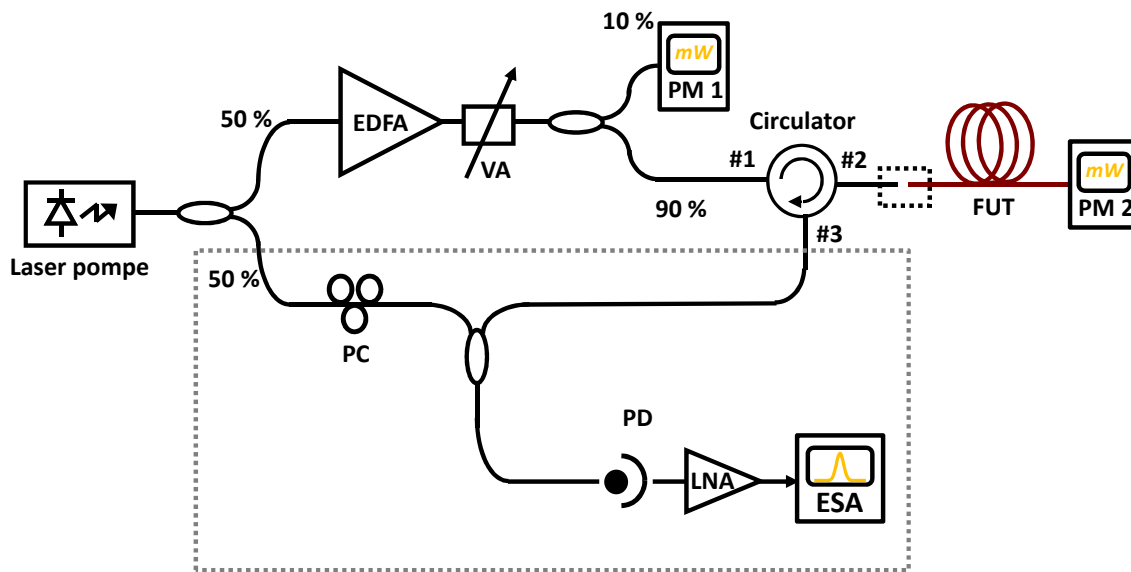 10 %
mW
PM 1
50 %
EDFA
VA
Circulator
#1
#2
90 %
#3
FUT
mW
PM 2
Laser pompe
50 %
PC
PD
LNA
ESA